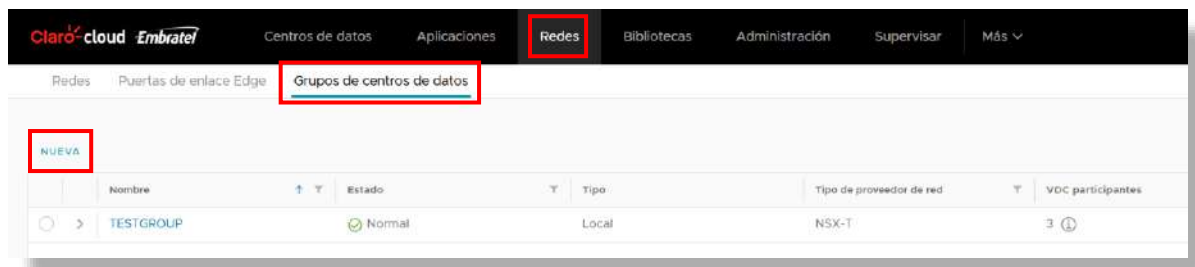 Claro-cloud Embratel Centros de datos Aplicaciones Redes Bibliotecas Administración Supervisar Más
Redes Puertas de enlace Edge Grupos de centros de datos
NUEVA
Nombre Estado Tipo Tipo de proveedor de red VDC participantes
TESTGROUP Normal Local NSX-T 3